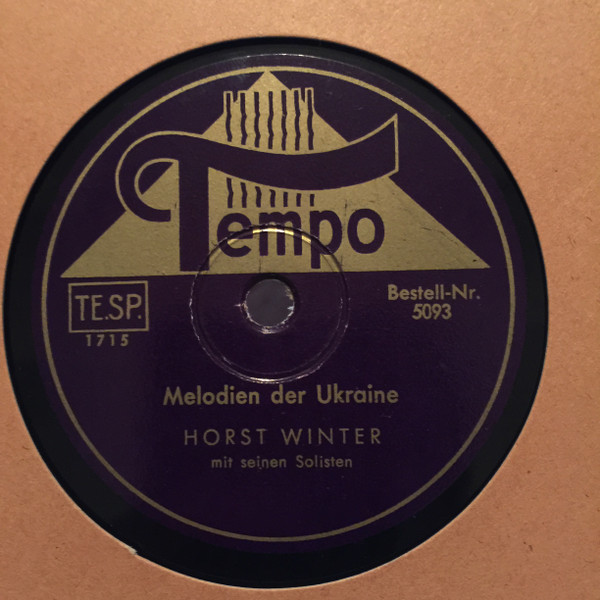 Tempo
TE.SP.
1715
Bestell-Nr.
5093
Melodien der Ukraine
HORST WINTER
mit seinen Solisten